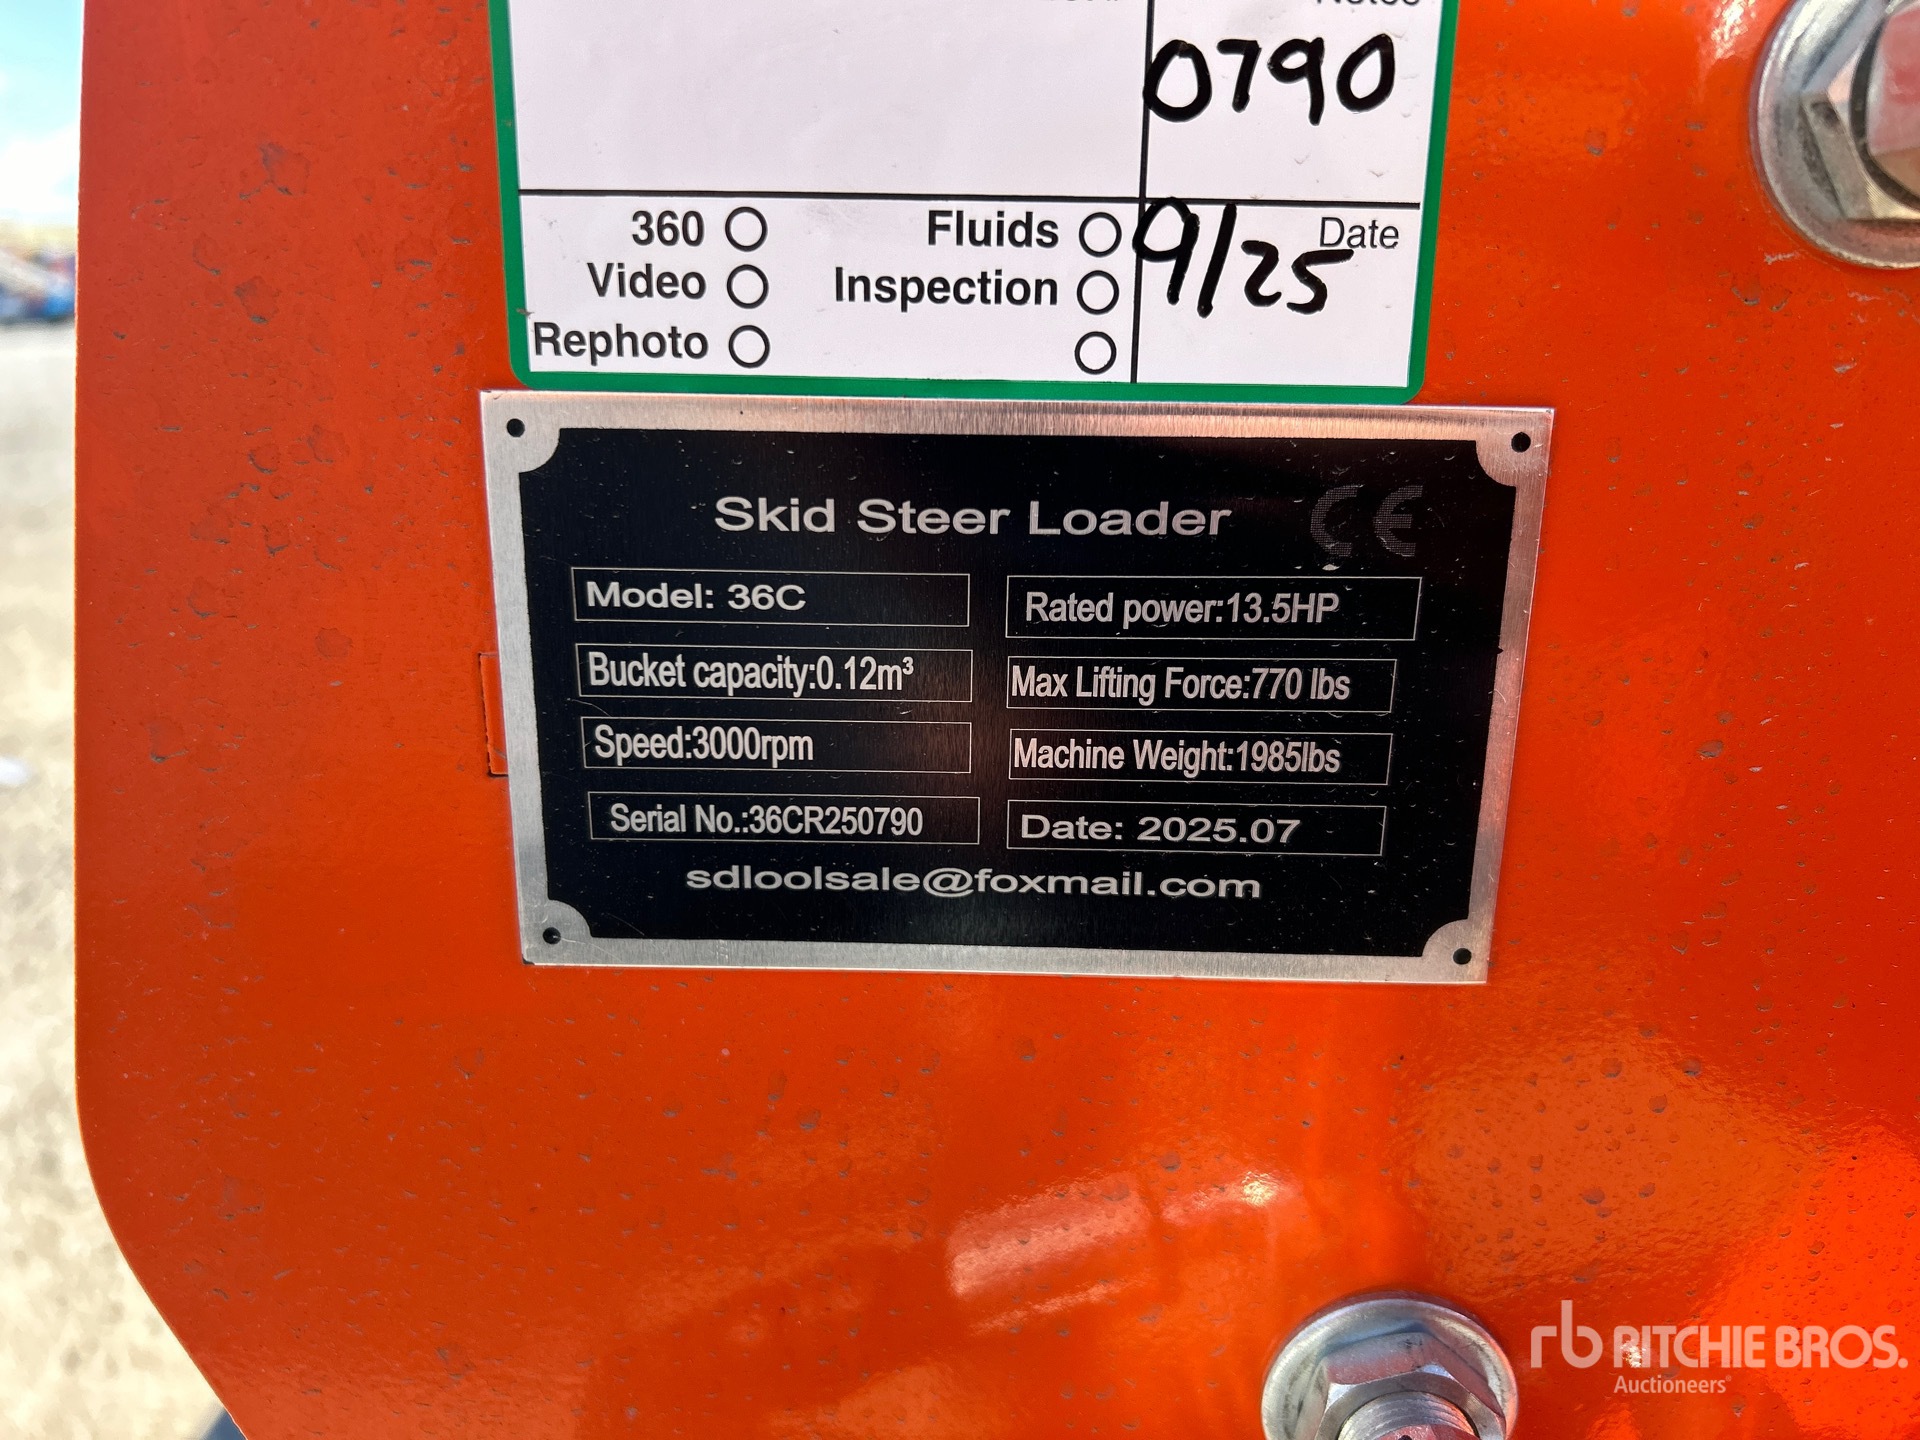 Notes
0790
360
Fluids
9/25
Date
Video
Inspection
Rephoto
Skid Steer Loader CE
Model: 36C
Rated power:13.5HP
Bucket capacity:0.12m³
Max Lifting Force:770 lbs
Speed:3000rpm
Machine Weight:1985lbs
Serial No.:36CR250790
Date: 2025.07
sdloolsale@foxmail.com
rb RITCHIE BROS.
Auctioneers